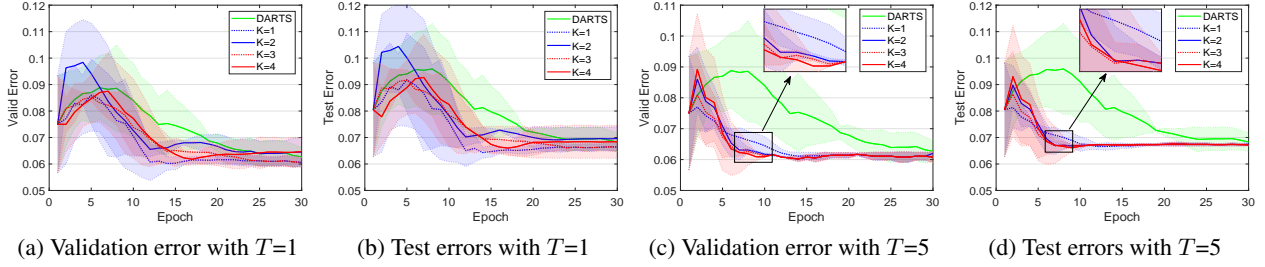 0.12
0.11
0.1
0.09
0.08
0.07
0.06
0.05
Valid Error
0 5 10 15 20 25 30
Epoch
DARTS
K=1
K=2
K=3
K=4
(a) Validation error with T=1
0.12
0.11
0.1
0.09
0.08
0.07
0.06
0.05
Test Error
0 5 10 15 20 25 30
Epoch
DARTS
K=1
K=2
K=3
K=4
(b) Test errors with T=1
0.11
0.1
0.09
0.08
0.07
0.06
0.05
Valid Error
0 5 10 15 20 25 30
Epoch
DARTS
K=1
K=2
K=3
K=4
(c) Validation error with T=5
0.12
0.11
0.1
0.09
0.08
0.07
0.06
0.05
Test Error
0 5 10 15 20 25 30
Epoch
DARTS
K=1
K=2
K=3
K=4
(d) Test errors with T=5